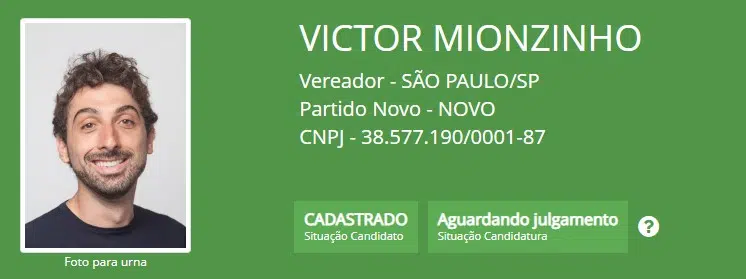 VICTOR MIONZINHO
Vereador - SÃO PAULO/SP
Partido Novo - NOVO
CNPJ - 38.577.190/0001-87
CADASTRADO
Situação Candidato
Aguardando julgamento
Situação Candidatura
?
Foto para urna